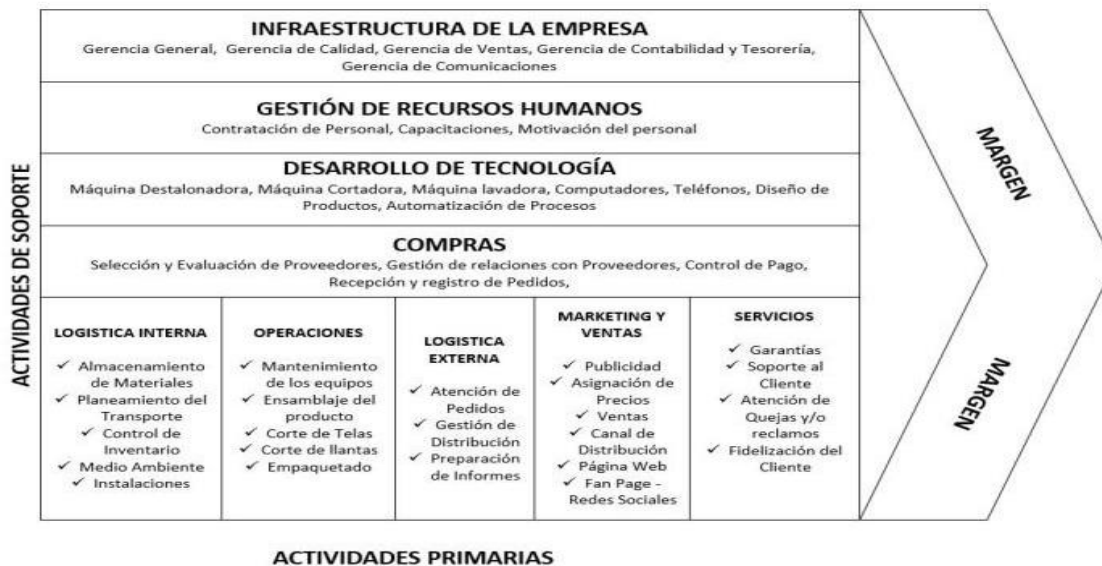 INFRAESTRUCTURA DE LA EMPRESA
Gerencia General, Gerencia de Calidad, Gerencia de Ventas, Gerencia de Contabilidad y Tesorería,
Gerencia de Comunicaciones
GESTIÓN DE RECURSOS HUMANOS
Contratación de Personal, Capacitaciones, Motivación del personal
DESARROLLO DE TECNOLOGÍA
Máquina Destalonadora, Máquina Cortadora, Máquina lavadora, Computadores, Teléfonos, Diseño de
Productos, Automatización de Procesos
COMPRAS
Selección y Evaluación de Proveedores, Gestión de relaciones con Proveedores, Control de Pago,
Recepción y registro de Pedidos,
ACTIVIDADES DE SOPORTE
LOGISTICA INTERNA
✓ Almacenamiento
de Materiales
✓ Planeamiento del
Transporte
✓ Control de
Inventario
✓ Medio Ambiente
✓ Instalaciones
OPERACIONES
✓ Mantenimiento
de los equipos
✓ Ensamblaje del
producto
✓ Corte de Telas
✓ Corte de llantas
✓ Empaquetado
LOGISTICA
EXTERNA
✓ Atención de
Pedidos
✓ Gestión de
Distribución
✓ Preparación
de Informes
MARKETING Y
VENTAS
✓ Publicidad
✓ Asignación de
Precios
✓ Ventas
✓ Canal de
Distribución
✓ Página Web
✓ Fan Page -
Redes Sociales
SERVICIOS
✓ Garantías
✓ Soporte al
Cliente
✓ Atención de
Quejas y/o
reclamos
✓ Fidelización del
Cliente
MARGEN
MARGEN
ACTIVIDADES PRIMARIAS